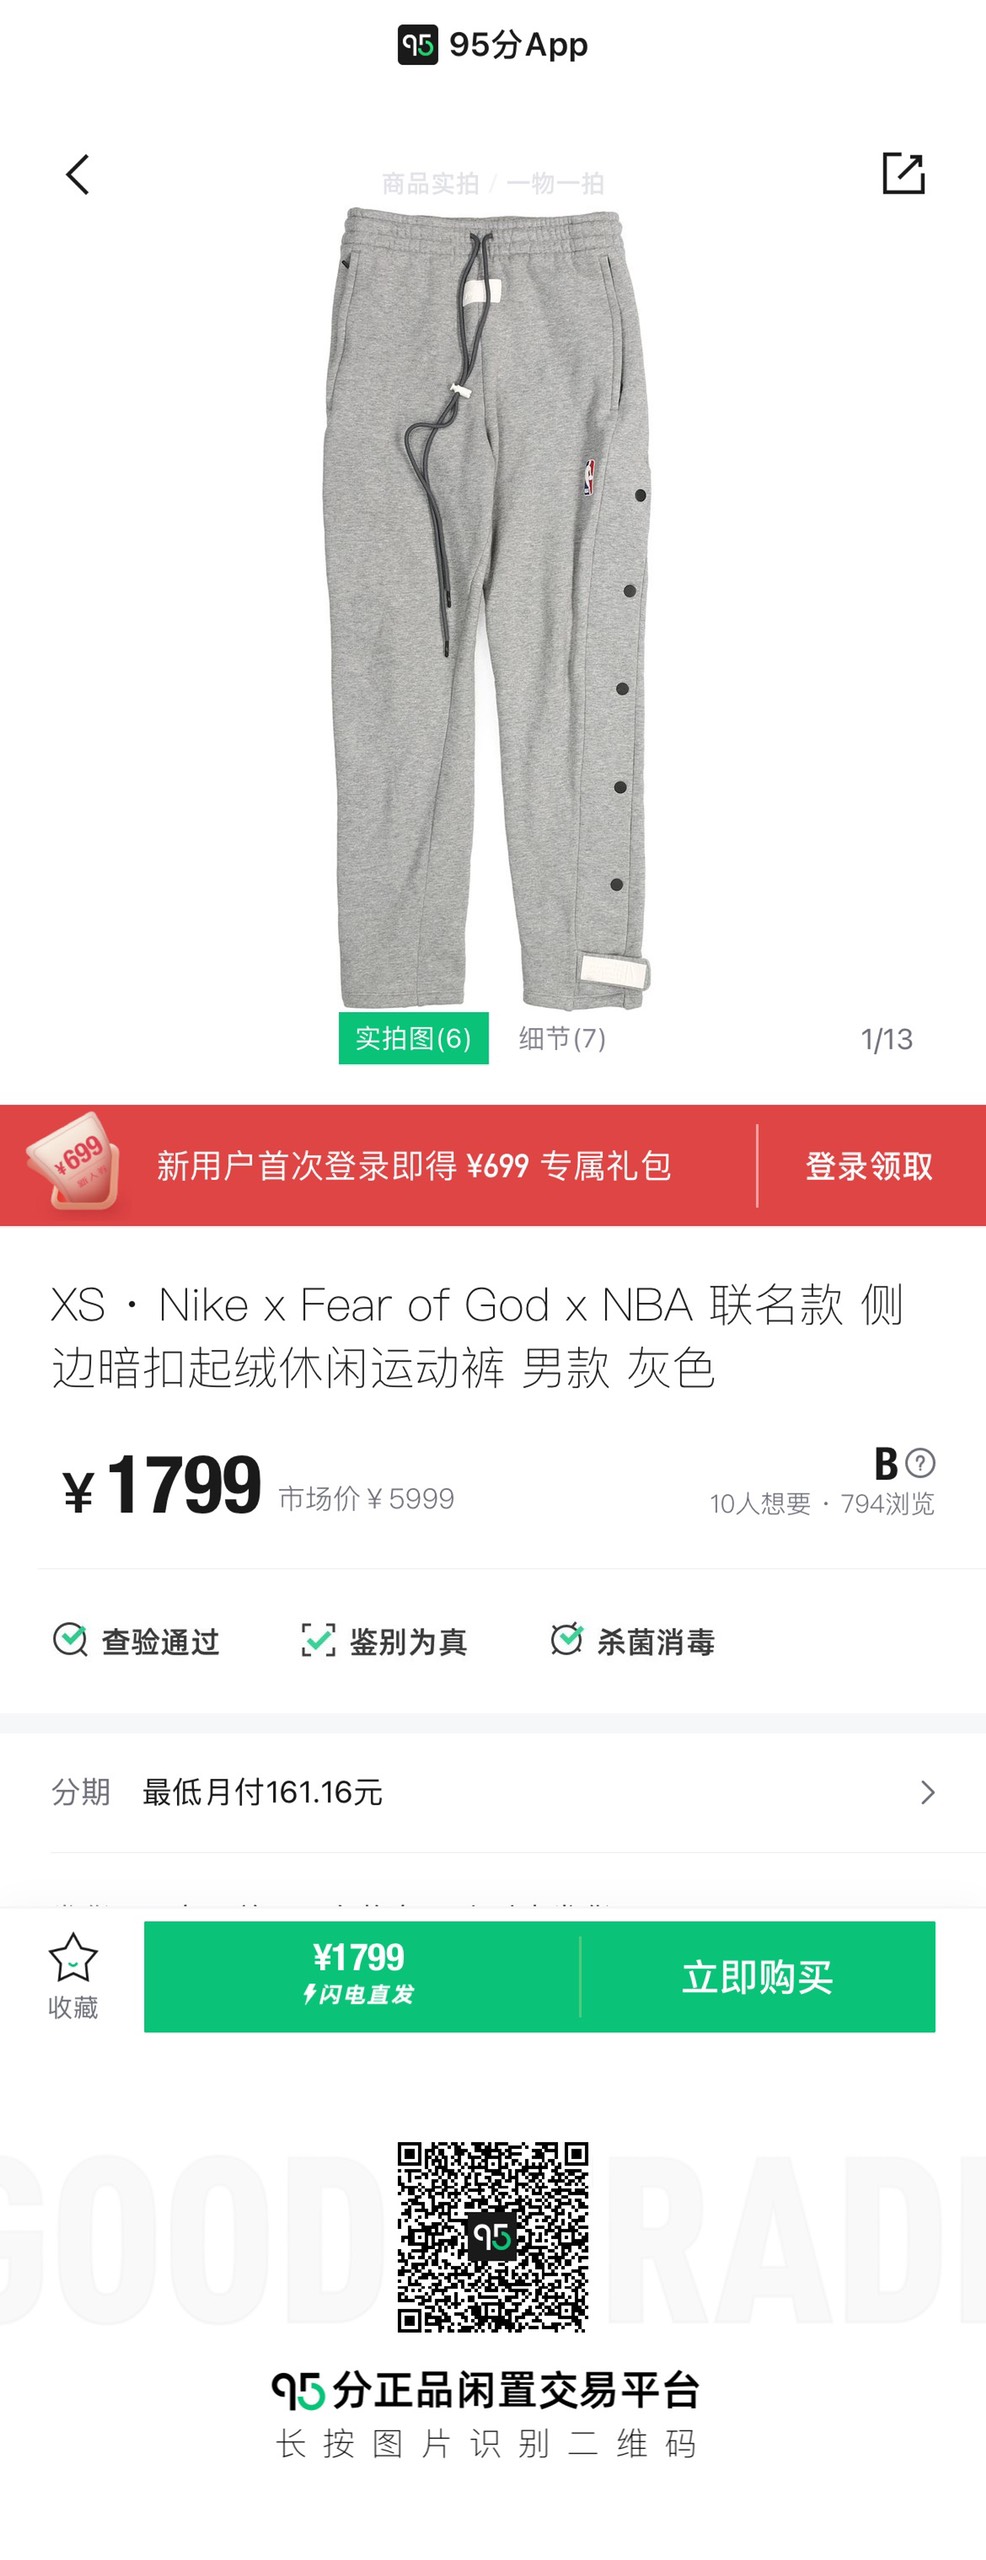 95 95分App
商品实拍 / 一物一拍
实拍图(6) 细节(7) 1/13
¥699
新用户首次登录即得 ¥699 专属礼包 登录领取
XS · Nike x Fear of God x NBA 联名款 侧
边暗扣起绒休闲运动裤 男款 灰色
¥1799 市场价¥5999 B ?
10人想要 · 794浏览
查验通过 鉴别为真 杀菌消毒
分期 最低月付161.16元
收藏
¥1799
闪电直发
立即购买
GOOD RAD
95
95分正品闲置交易平台
长按图片识别二维码